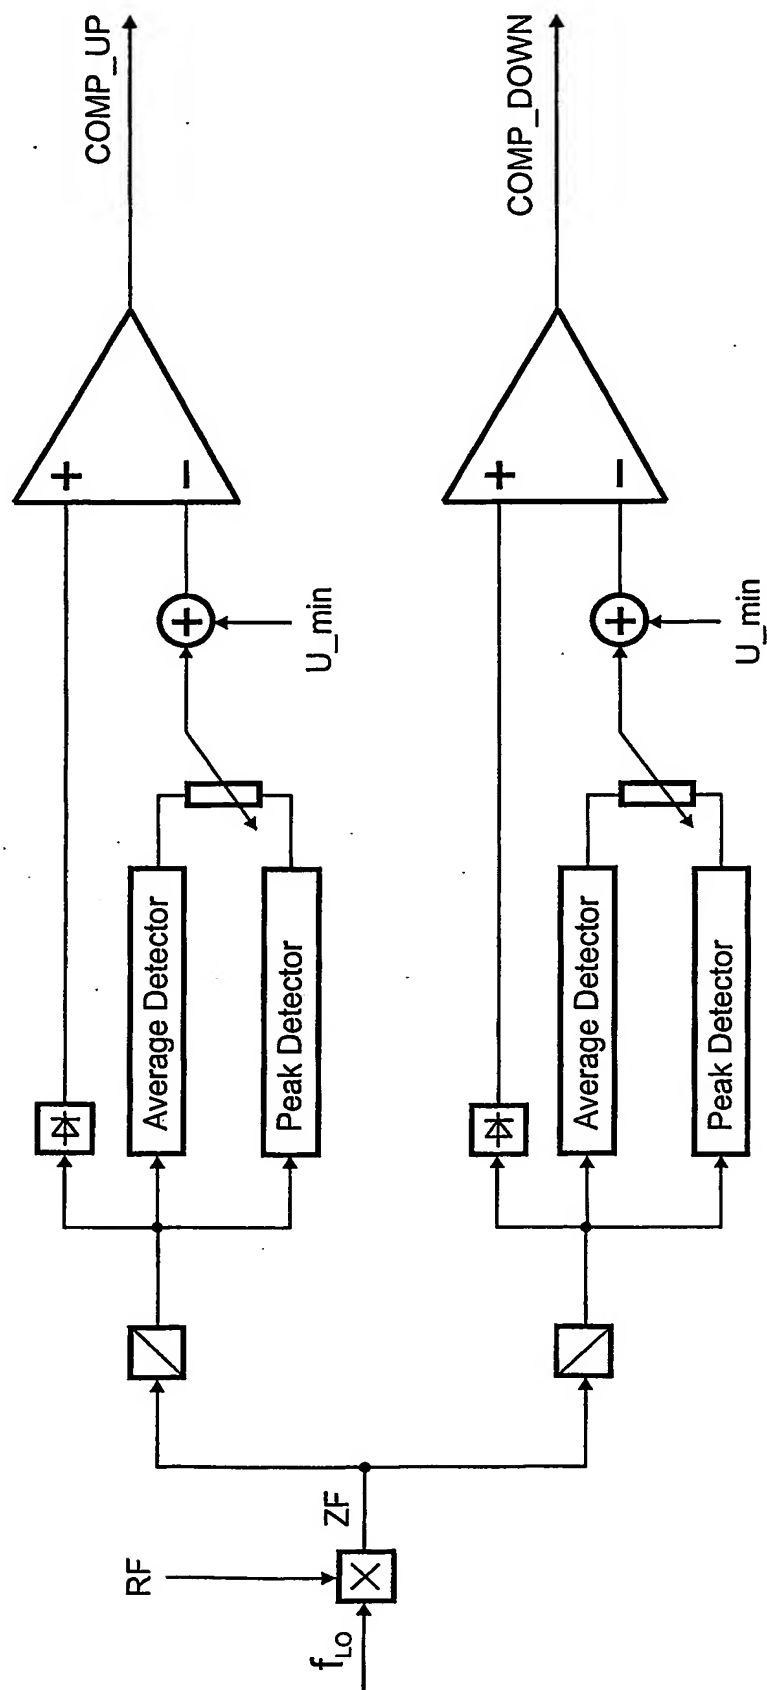 COMP_UP
+
−
+
U_min
Average Detector
Peak Detector
COMP_DOWN
+
−
+
U_min
Average Detector
Peak Detector
RF
ZF
f_LO